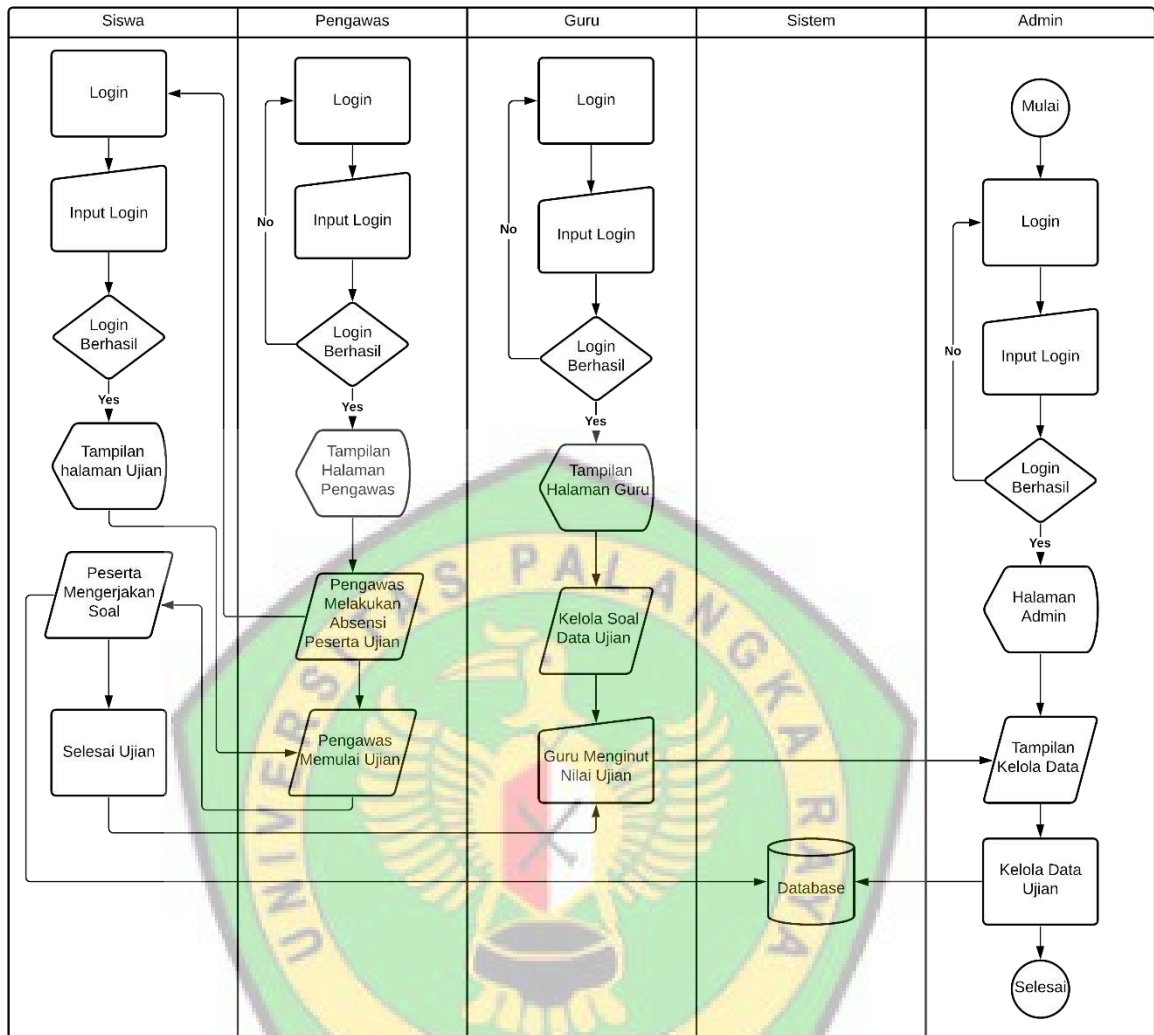 Siswa
Pengawas
Guru
Sistem
Admin
Login
Input Login
Login
Berhasil
Yes
Tampilan
halaman Ujian
Peserta
Mengerjakan
Soal
Selesai Ujian
Login
Input Login
No
Login
Berhasil
Yes
Tampilan
Halaman
Pengawas
Pengawas
Melakukan
Absensi
Peserta Ujian
Pengawas
Memulai Ujian
Login
Input Login
No
Login
Berhasil
Yes
Tampilan
Halaman Guru
Kelola Soal
Data Ujian
Guru Menginut
Nilai Ujian
Database
Mulai
Login
Input Login
No
Login
Berhasil
Yes
Halaman
Admin
Tampilan
Kelola Data
Kelola Data
Ujian
Selesai
UNIVERSITAS PALANGKA RAYA